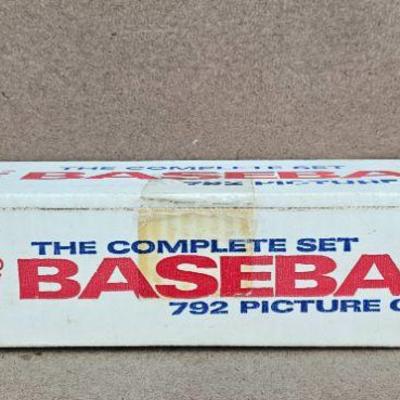 THE COMPLETE SET
BASEBA
792 PICTURE
THE COMPLETE SET
BASEBA
792 PICTURE C